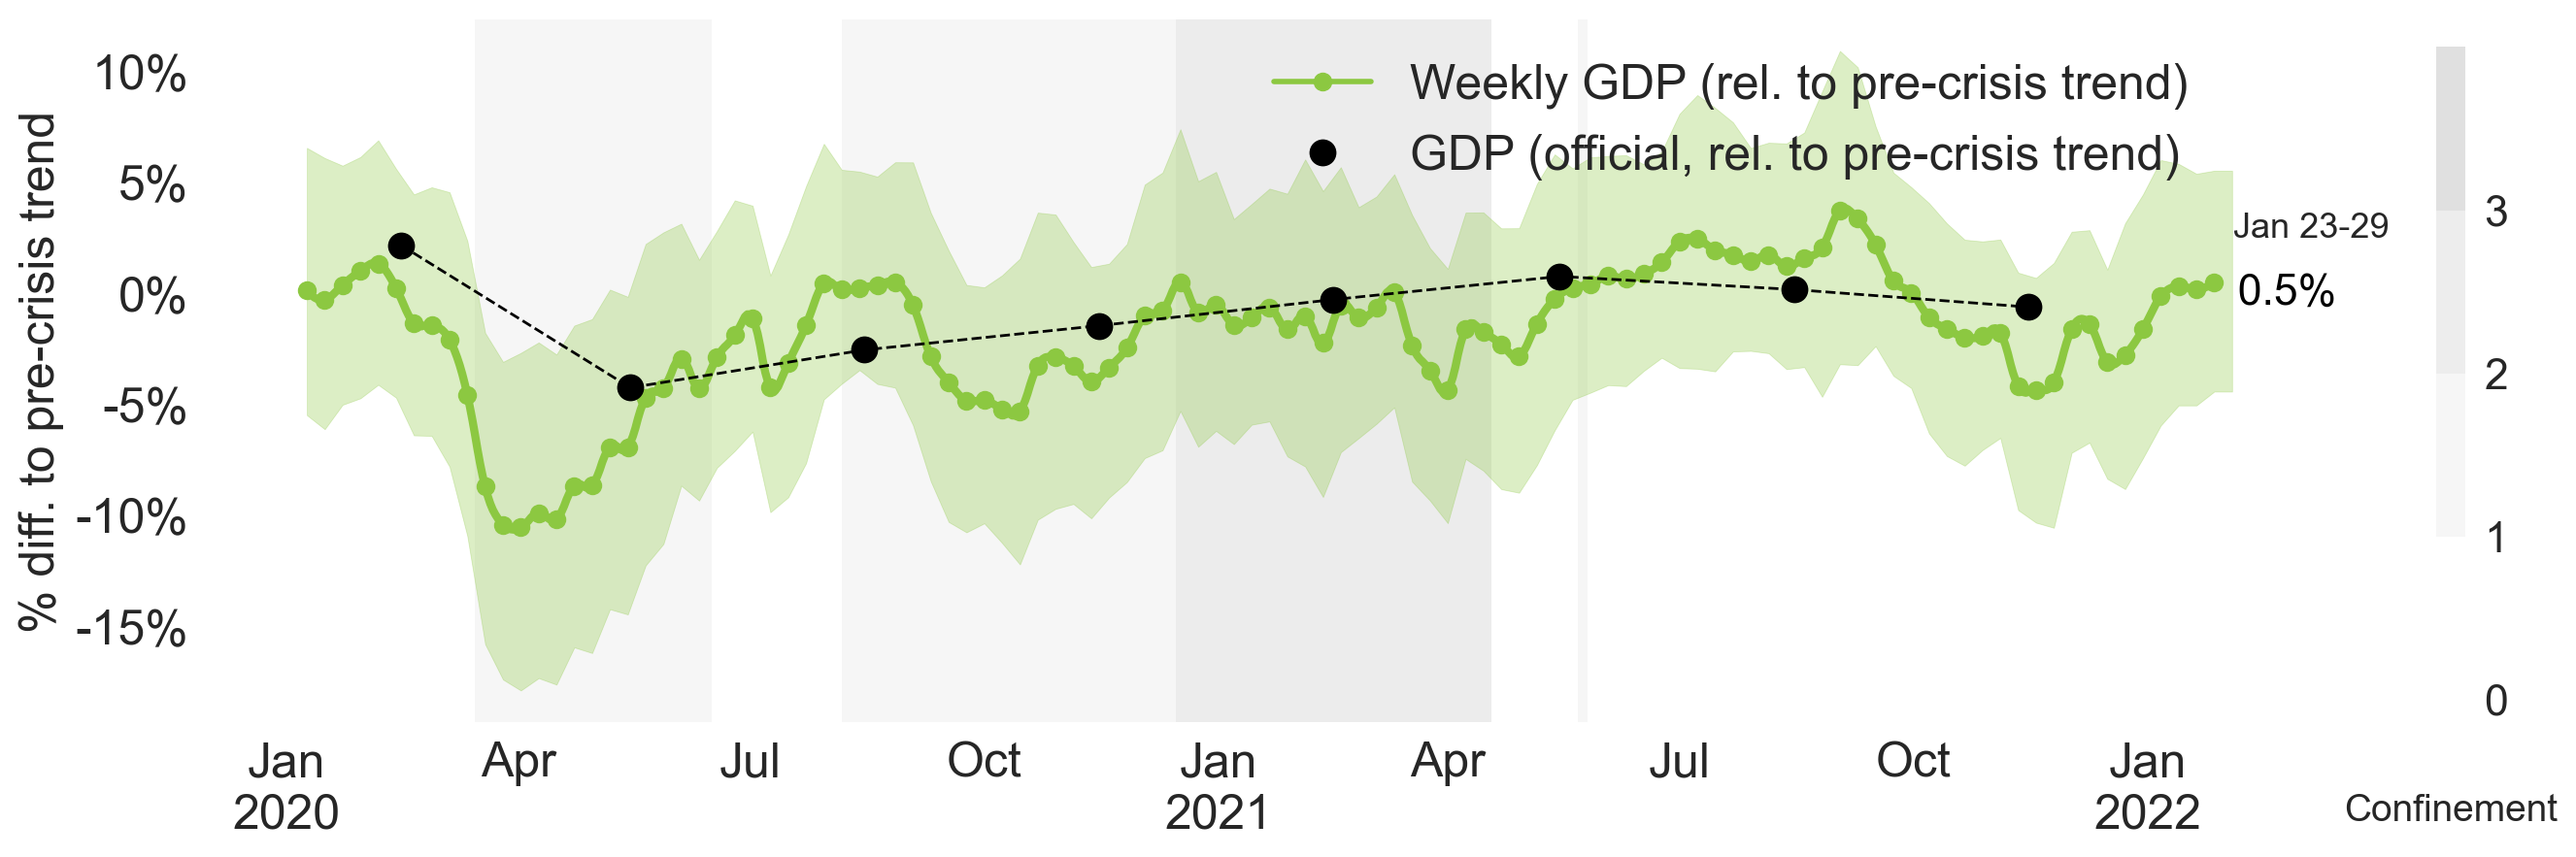 % diff. to pre-crisis trend
10%
5%
0%
-5%
-10%
-15%
Weekly GDP (rel. to pre-crisis trend)
GDP (official, rel. to pre-crisis trend)
Jan 23-29
0.5%
3
2
1
0
Jan Apr Jul Oct Jan Apr Jul Oct Jan
2020 2021 2022
Confinement